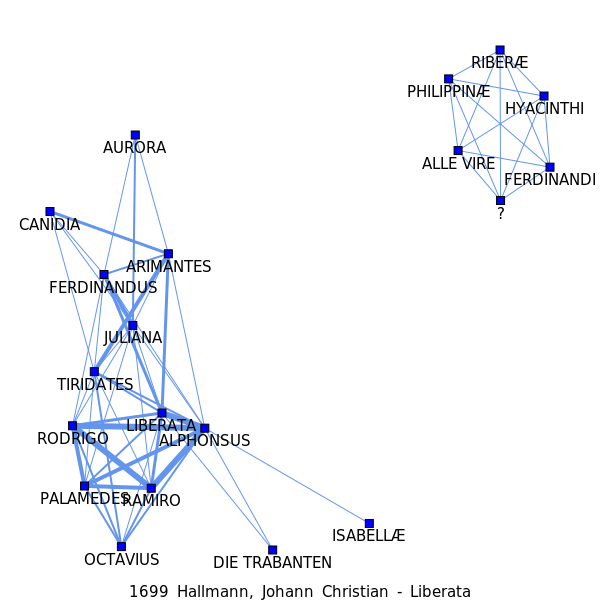 RIBERÆ
PHILIPPINÆ
HYACINTHI
AURORA
ALLE VIRE
FERDINANDI
?
CANIDIA
ARIMANTES
FERDINANDUS
JULIANA
TIRIDATES
LIBERATA
RODRIGO
ALPHONSUS
PALAMEDES
RAMIRO
ISABELLÆ
OCTAVIUS
DIE TRABANTEN
1699 Hallmann, Johann Christian - Liberata